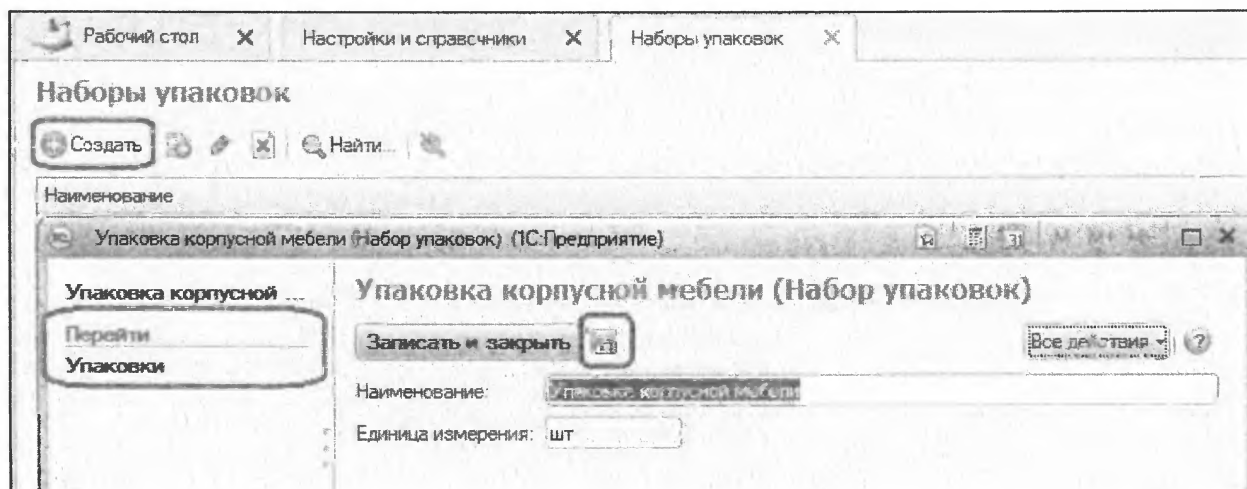 Рабочий стол Настройки и справочники Наборы упаковок
Наборы упаковок
Создать Найти...
Наименование
Упаковка корпусной мебели (Набор упаковок) (1С:Предприятие)
Упаковка корпусной ...
Упаковка корпусной мебели (Набор упаковок)
Перейти
Записать и закрыть Все действия
Упаковки
Наименование: Упаковка корпусной мебели
Единица измерения: шт